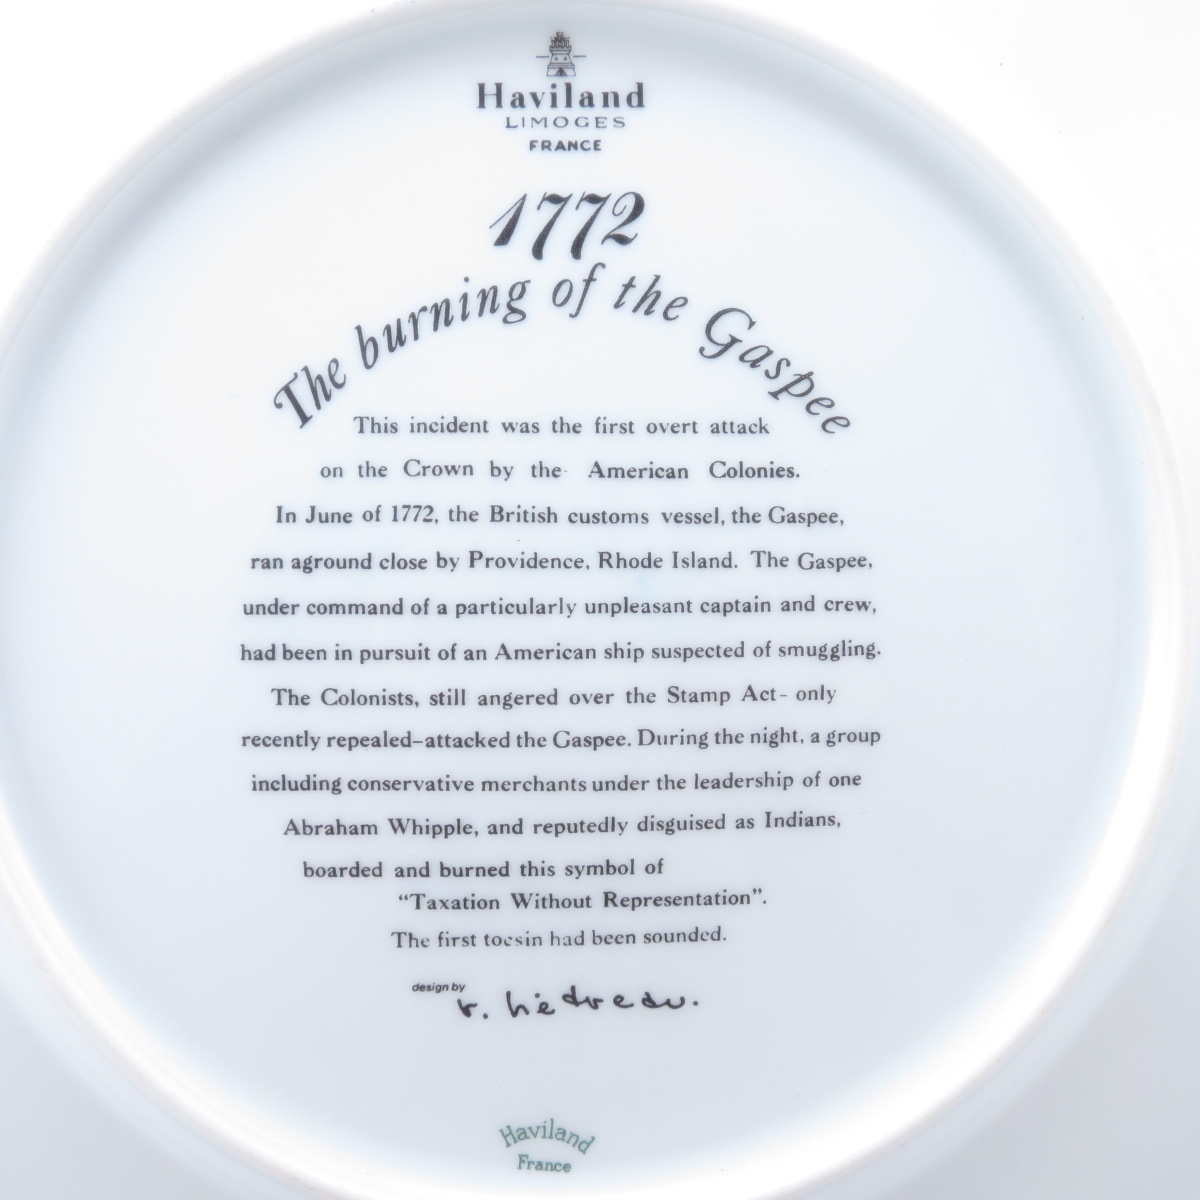 Haviland
LIMOGES
FRANCE
1772
The burning of the Gaspee
This incident was the first overt attack
on the Crown by the American Colonies.
In June of 1772, the British customs vessel, the Gaspee,
ran aground close by Providence, Rhode Island. The Gaspee,
under command of a particularly unpleasant captain and crew,
had been in pursuit of an American ship suspected of smuggling.
The Colonists, still angered over the Stamp Act- only
recently repealed-attacked the Gaspee. During the night, a group
including conservative merchants under the leadership of one
Abraham Whipple, and reputedly disguised as Indians,
boarded and burned this symbol of
“Taxation Without Representation”.
The first tocsin had been sounded.
design by
r. hédreau.
Haviland
France